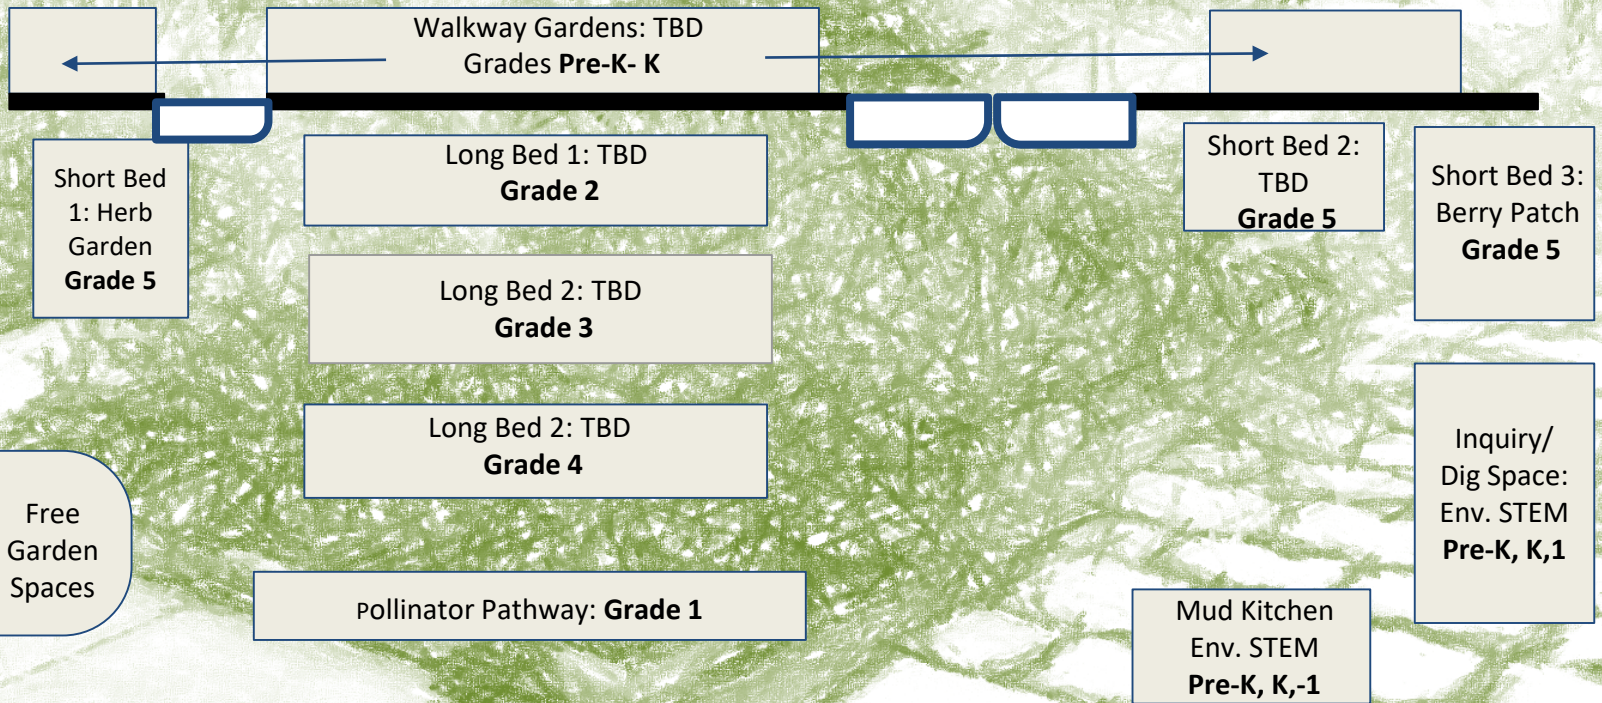 Walkway Gardens: TBD
Grades Pre-K- K
Short Bed
1: Herb
Garden
Grade 5
Long Bed 1: TBD
Grade 2
Short Bed 2:
TBD
Grade 5
Short Bed 3:
Berry Patch
Grade 5
Long Bed 2: TBD
Grade 3
Long Bed 2: TBD
Grade 4
Free
Garden
Spaces
Inquiry/
Dig Space:
Env. STEM
Pre-K, K,1
Pollinator Pathway: Grade 1
Mud Kitchen
Env. STEM
Pre-K, K,-1